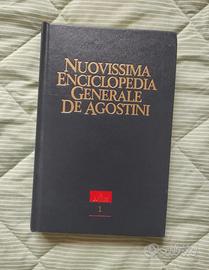 NUOVISSIMA
ENCICLOPEDIA
GENERALE
DE AGOSTINI
1